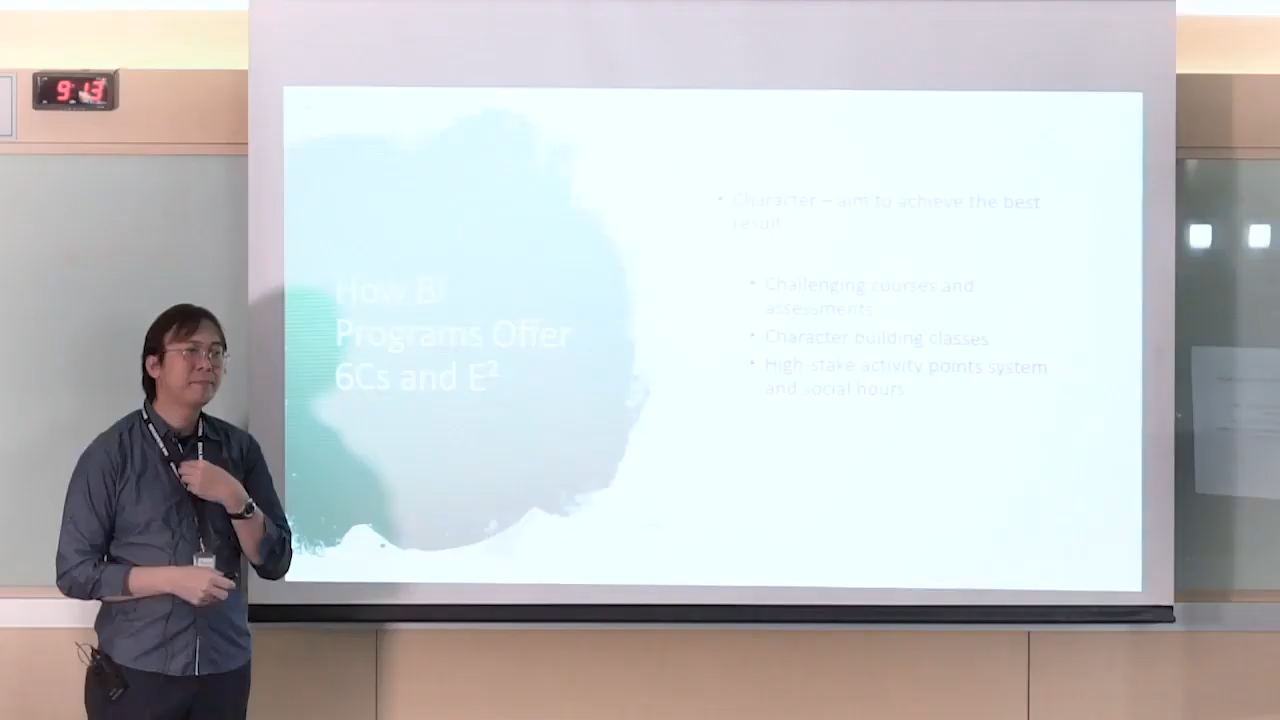 9:13
How BI
Programs Offer
6Cs and E²
• Character – aim to achieve the best
result
• Challenging courses and
assessments
• Character building classes
• High-stake activity points system
and social hours